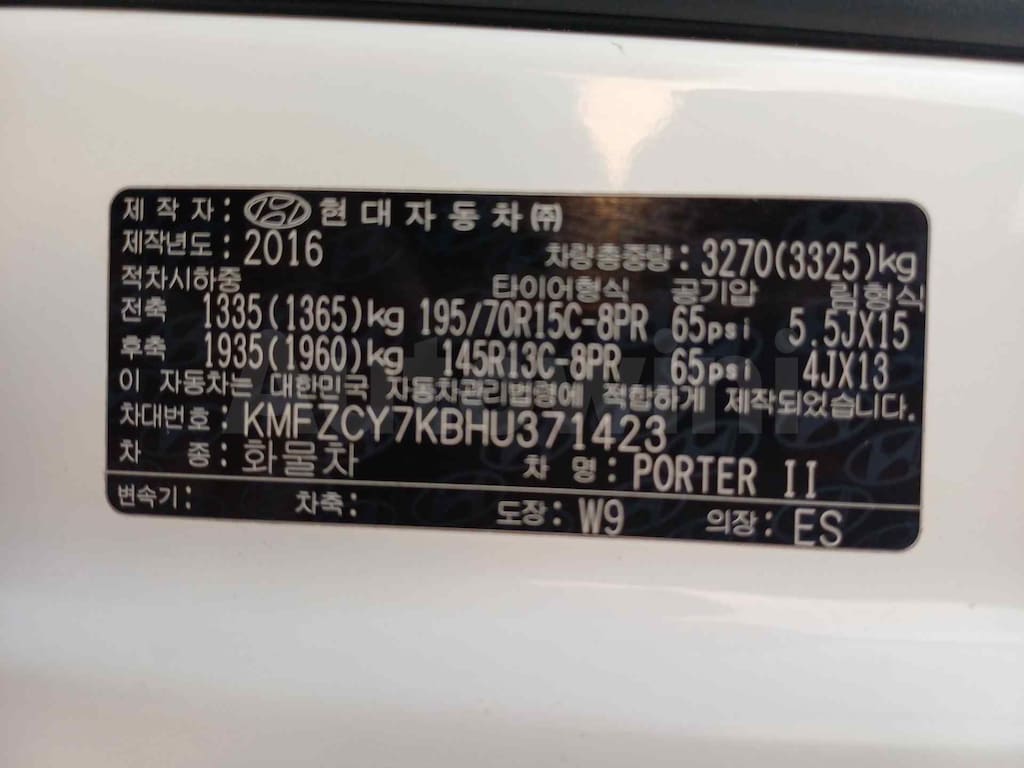 제 작 자 : 현대자동차㈜
제작년도 : 2016 차량총중량 : 3270(3325)kg
적차시하중 타이어형식 공기압 림형식
전축 1335(1365)kg 195/70R15C-8PR 65psi 5.5JX15
후축 1935(1960)kg 145R13C-8PR 65psi 4JX13
이 자동차는 대한민국 자동차관리법령에 적합하게 제작되었습니다.
차대번호 : KMFZCY7KBHU371423
차 종 : 화물차 차 명 : PORTER II
변속기 : 차축 : 도장 : W9 의장 : ES
Autowini